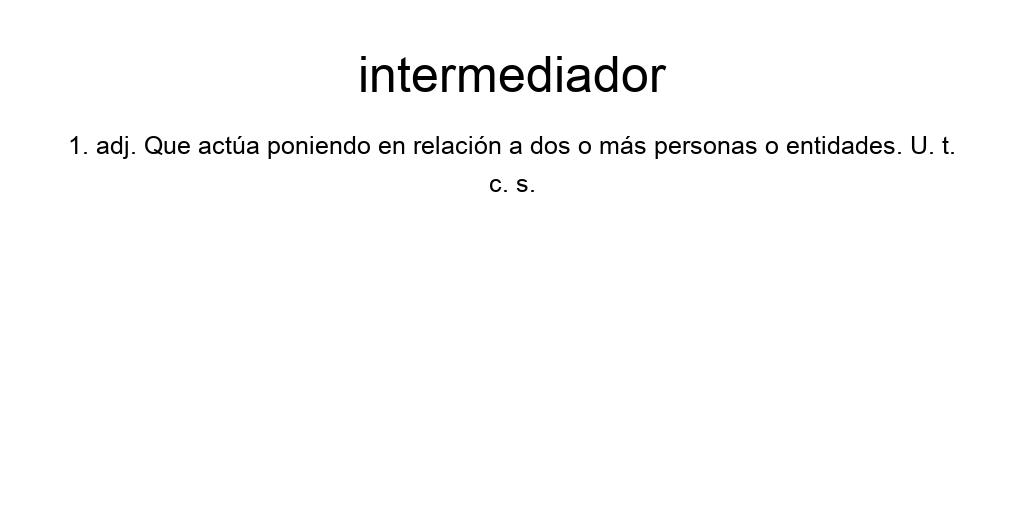 intermediador
1. adj. Que actúa poniendo en relación a dos o más personas o entidades. U. t.
c. s.